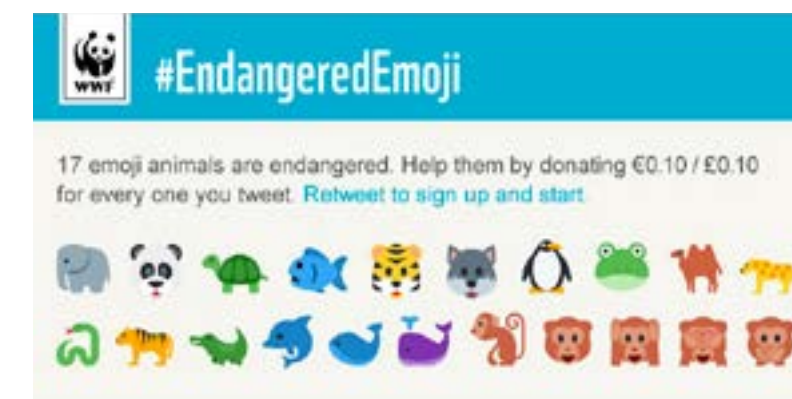 WWF
#EndangeredEmoji
17 emoji animals are endangered. Help them by donating €0.10 / £0.10
for every one you tweet. Retweet to sign up and start.